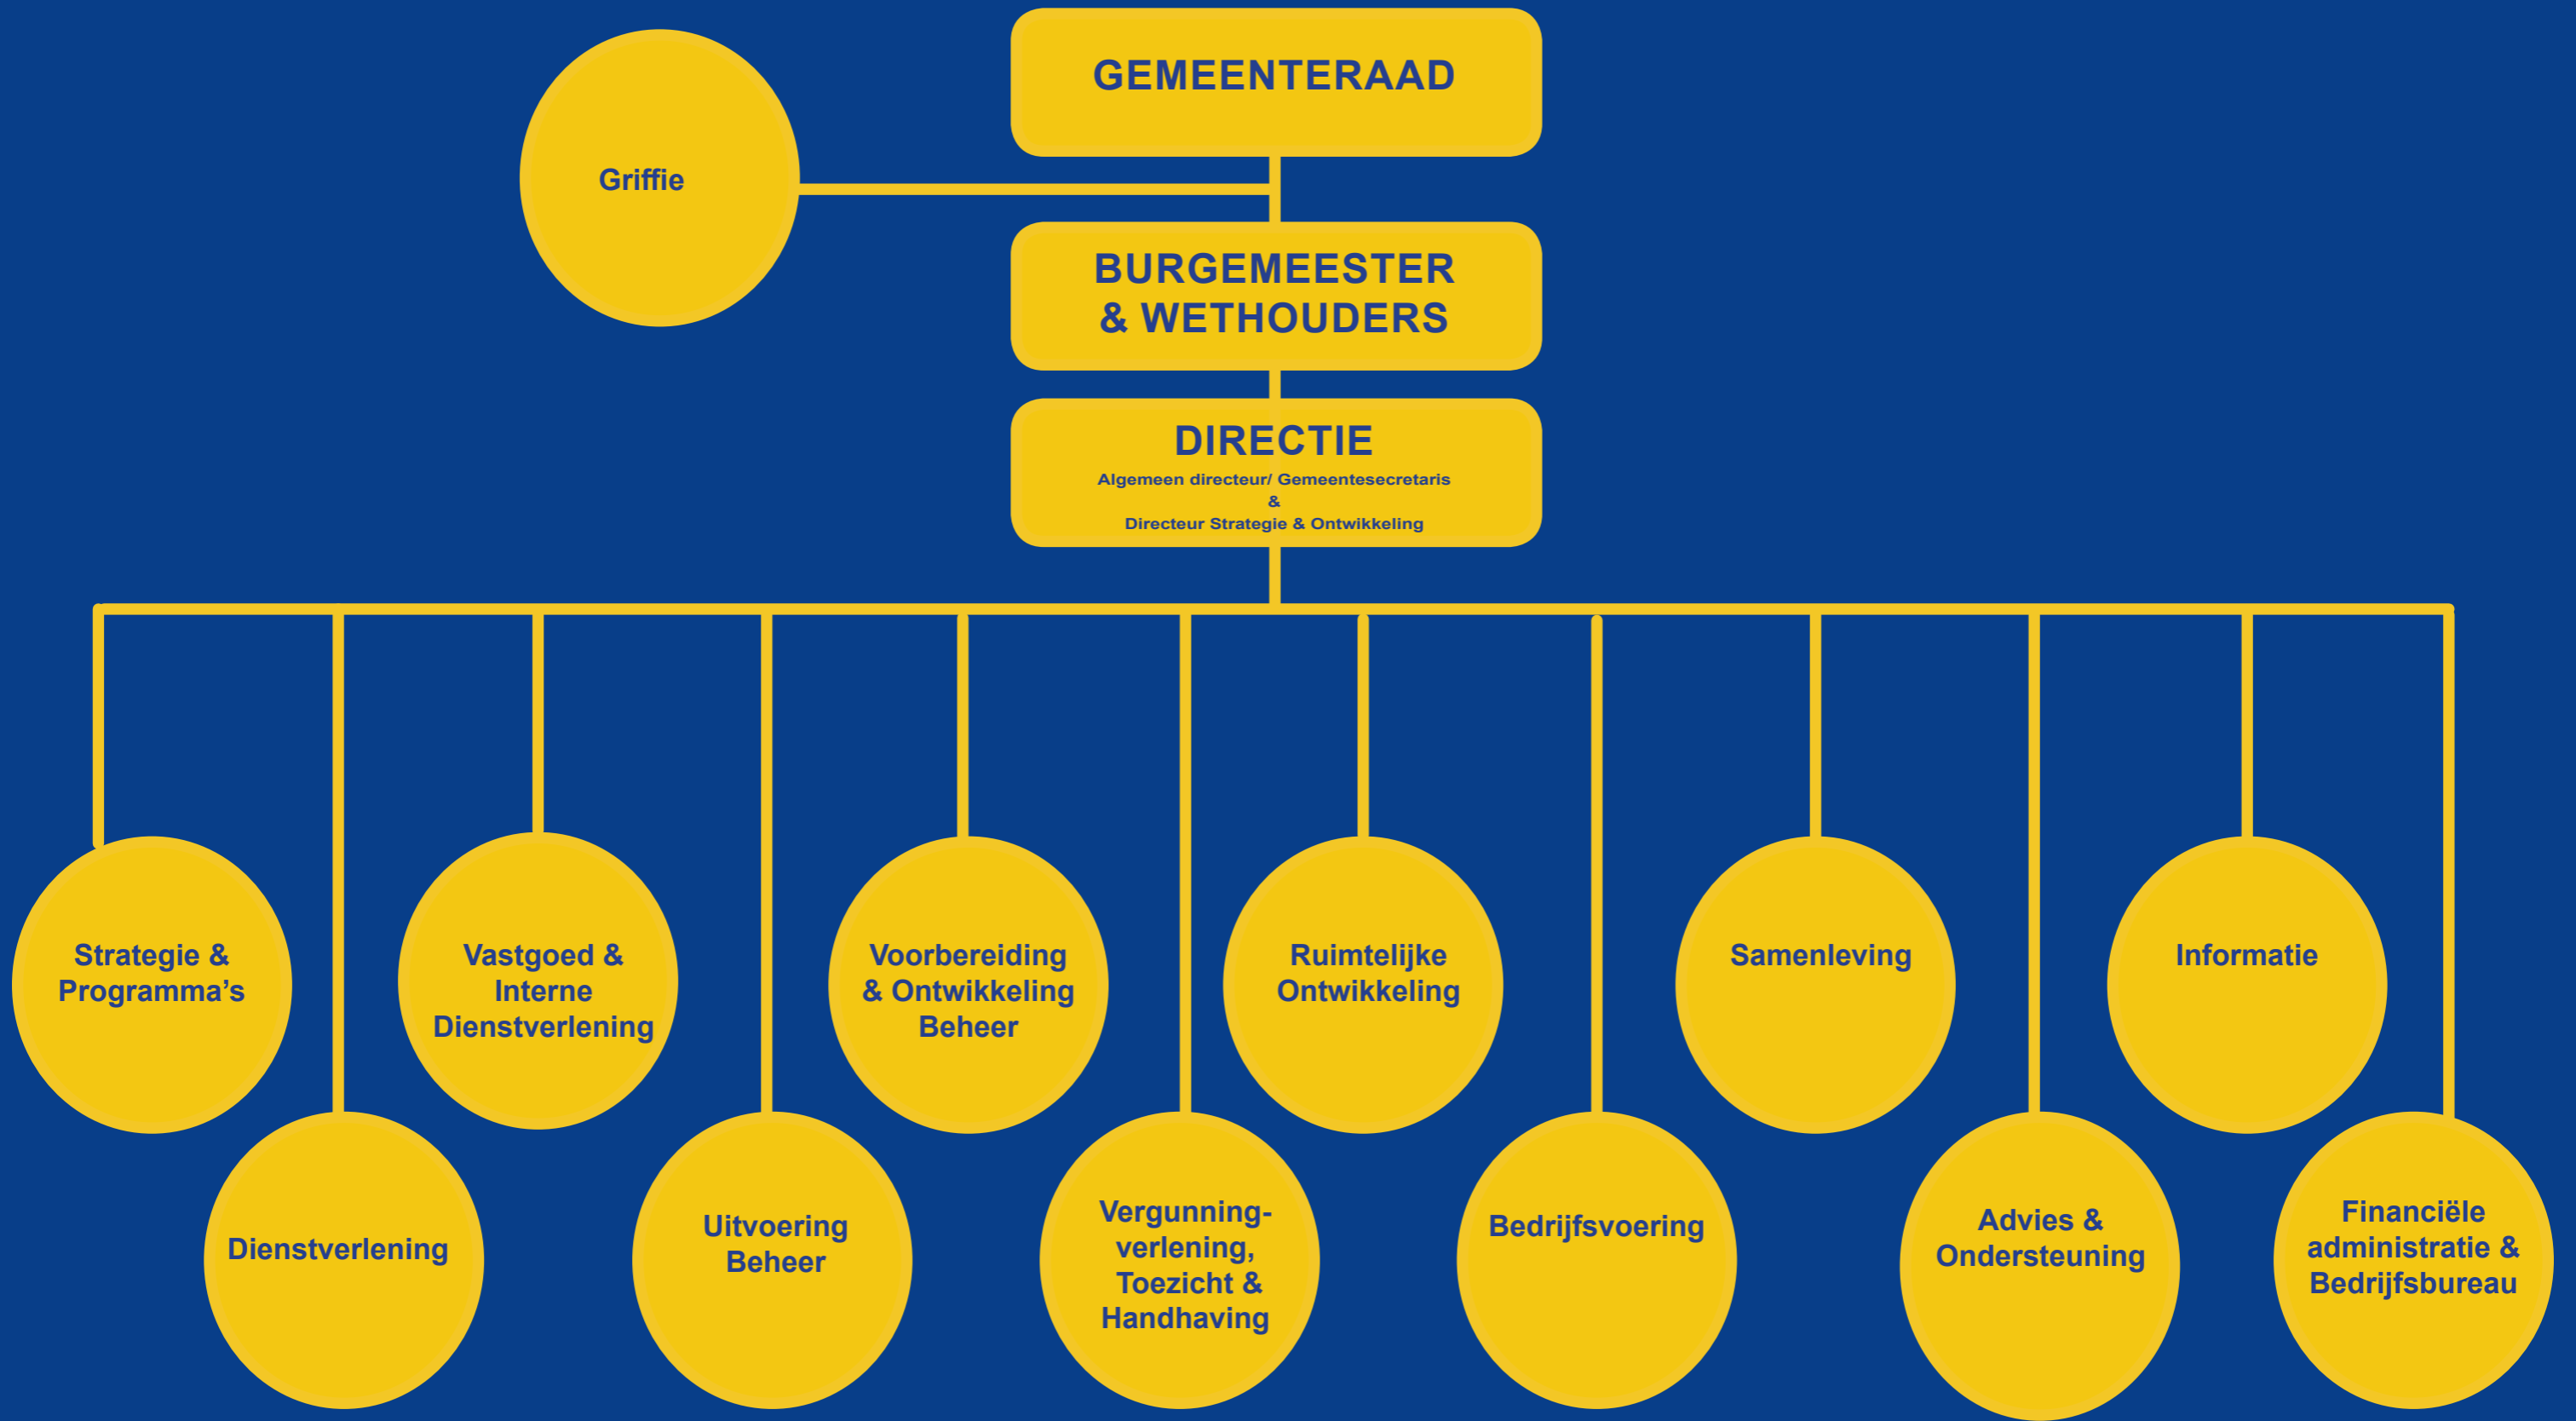 GEMEENTERAAD
Griffie
BURGEMEESTER
& WETHOUDERS
DIRECTIE
Algemeen directeur/ Gemeentesecretaris
&
Directeur Strategie & Ontwikkeling
Strategie &
Programma’s
Vastgoed &
Interne
Dienstverlening
Voorbereiding
& Ontwikkeling
Beheer
Ruimtelijke
Ontwikkeling
Samenleving
Informatie
Dienstverlening
Uitvoering
Beheer
Vergunning-
verlening,
Toezicht &
Handhaving
Bedrijfsvoering
Advies &
Ondersteuning
Financiële
administratie &
Bedrijfsbureau